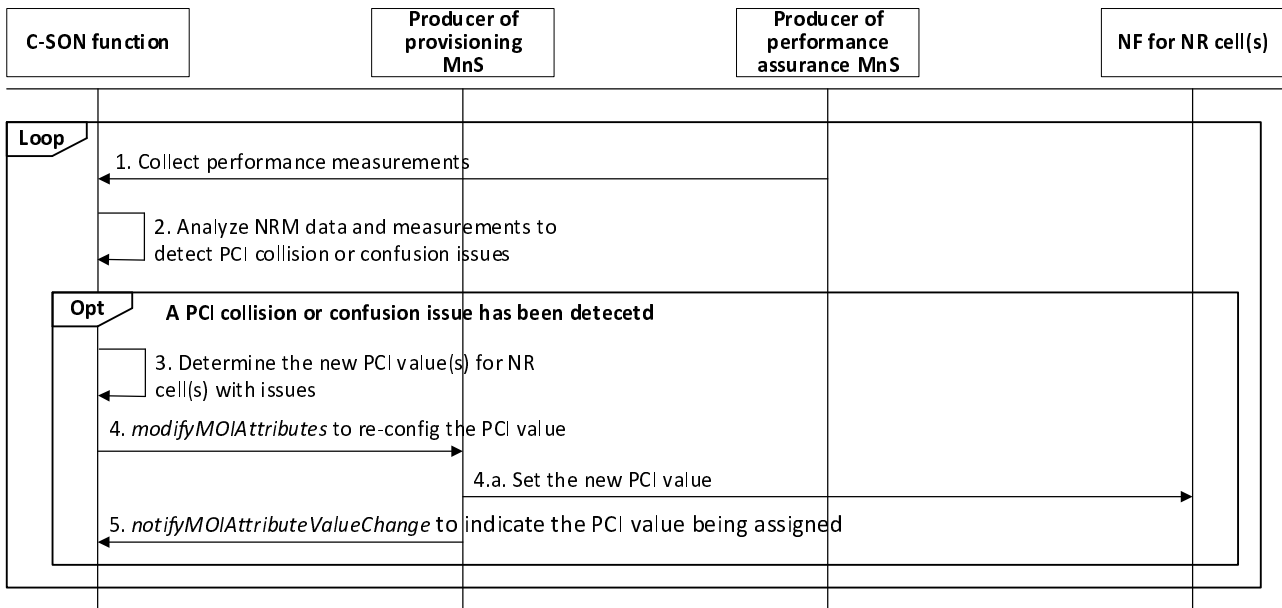 C-SON function
Producer of
provisioning
MnS
Producer of
performance
assurance MnS
NF for NR cell(s)
Loop
1. Collect performance measurements
2. Analyze NRM data and measurements to
detect PCI collision or confusion issues
Opt
A PCI collision or confusion issue has been detecetd
3. Determine the new PCI value(s) for NR
cell(s) with issues
4. modifyMOIAttributes to re-config the PCI value
4.a. Set the new PCI value
5. notifyMOIAttributeValueChange to indicate the PCI value being assigned